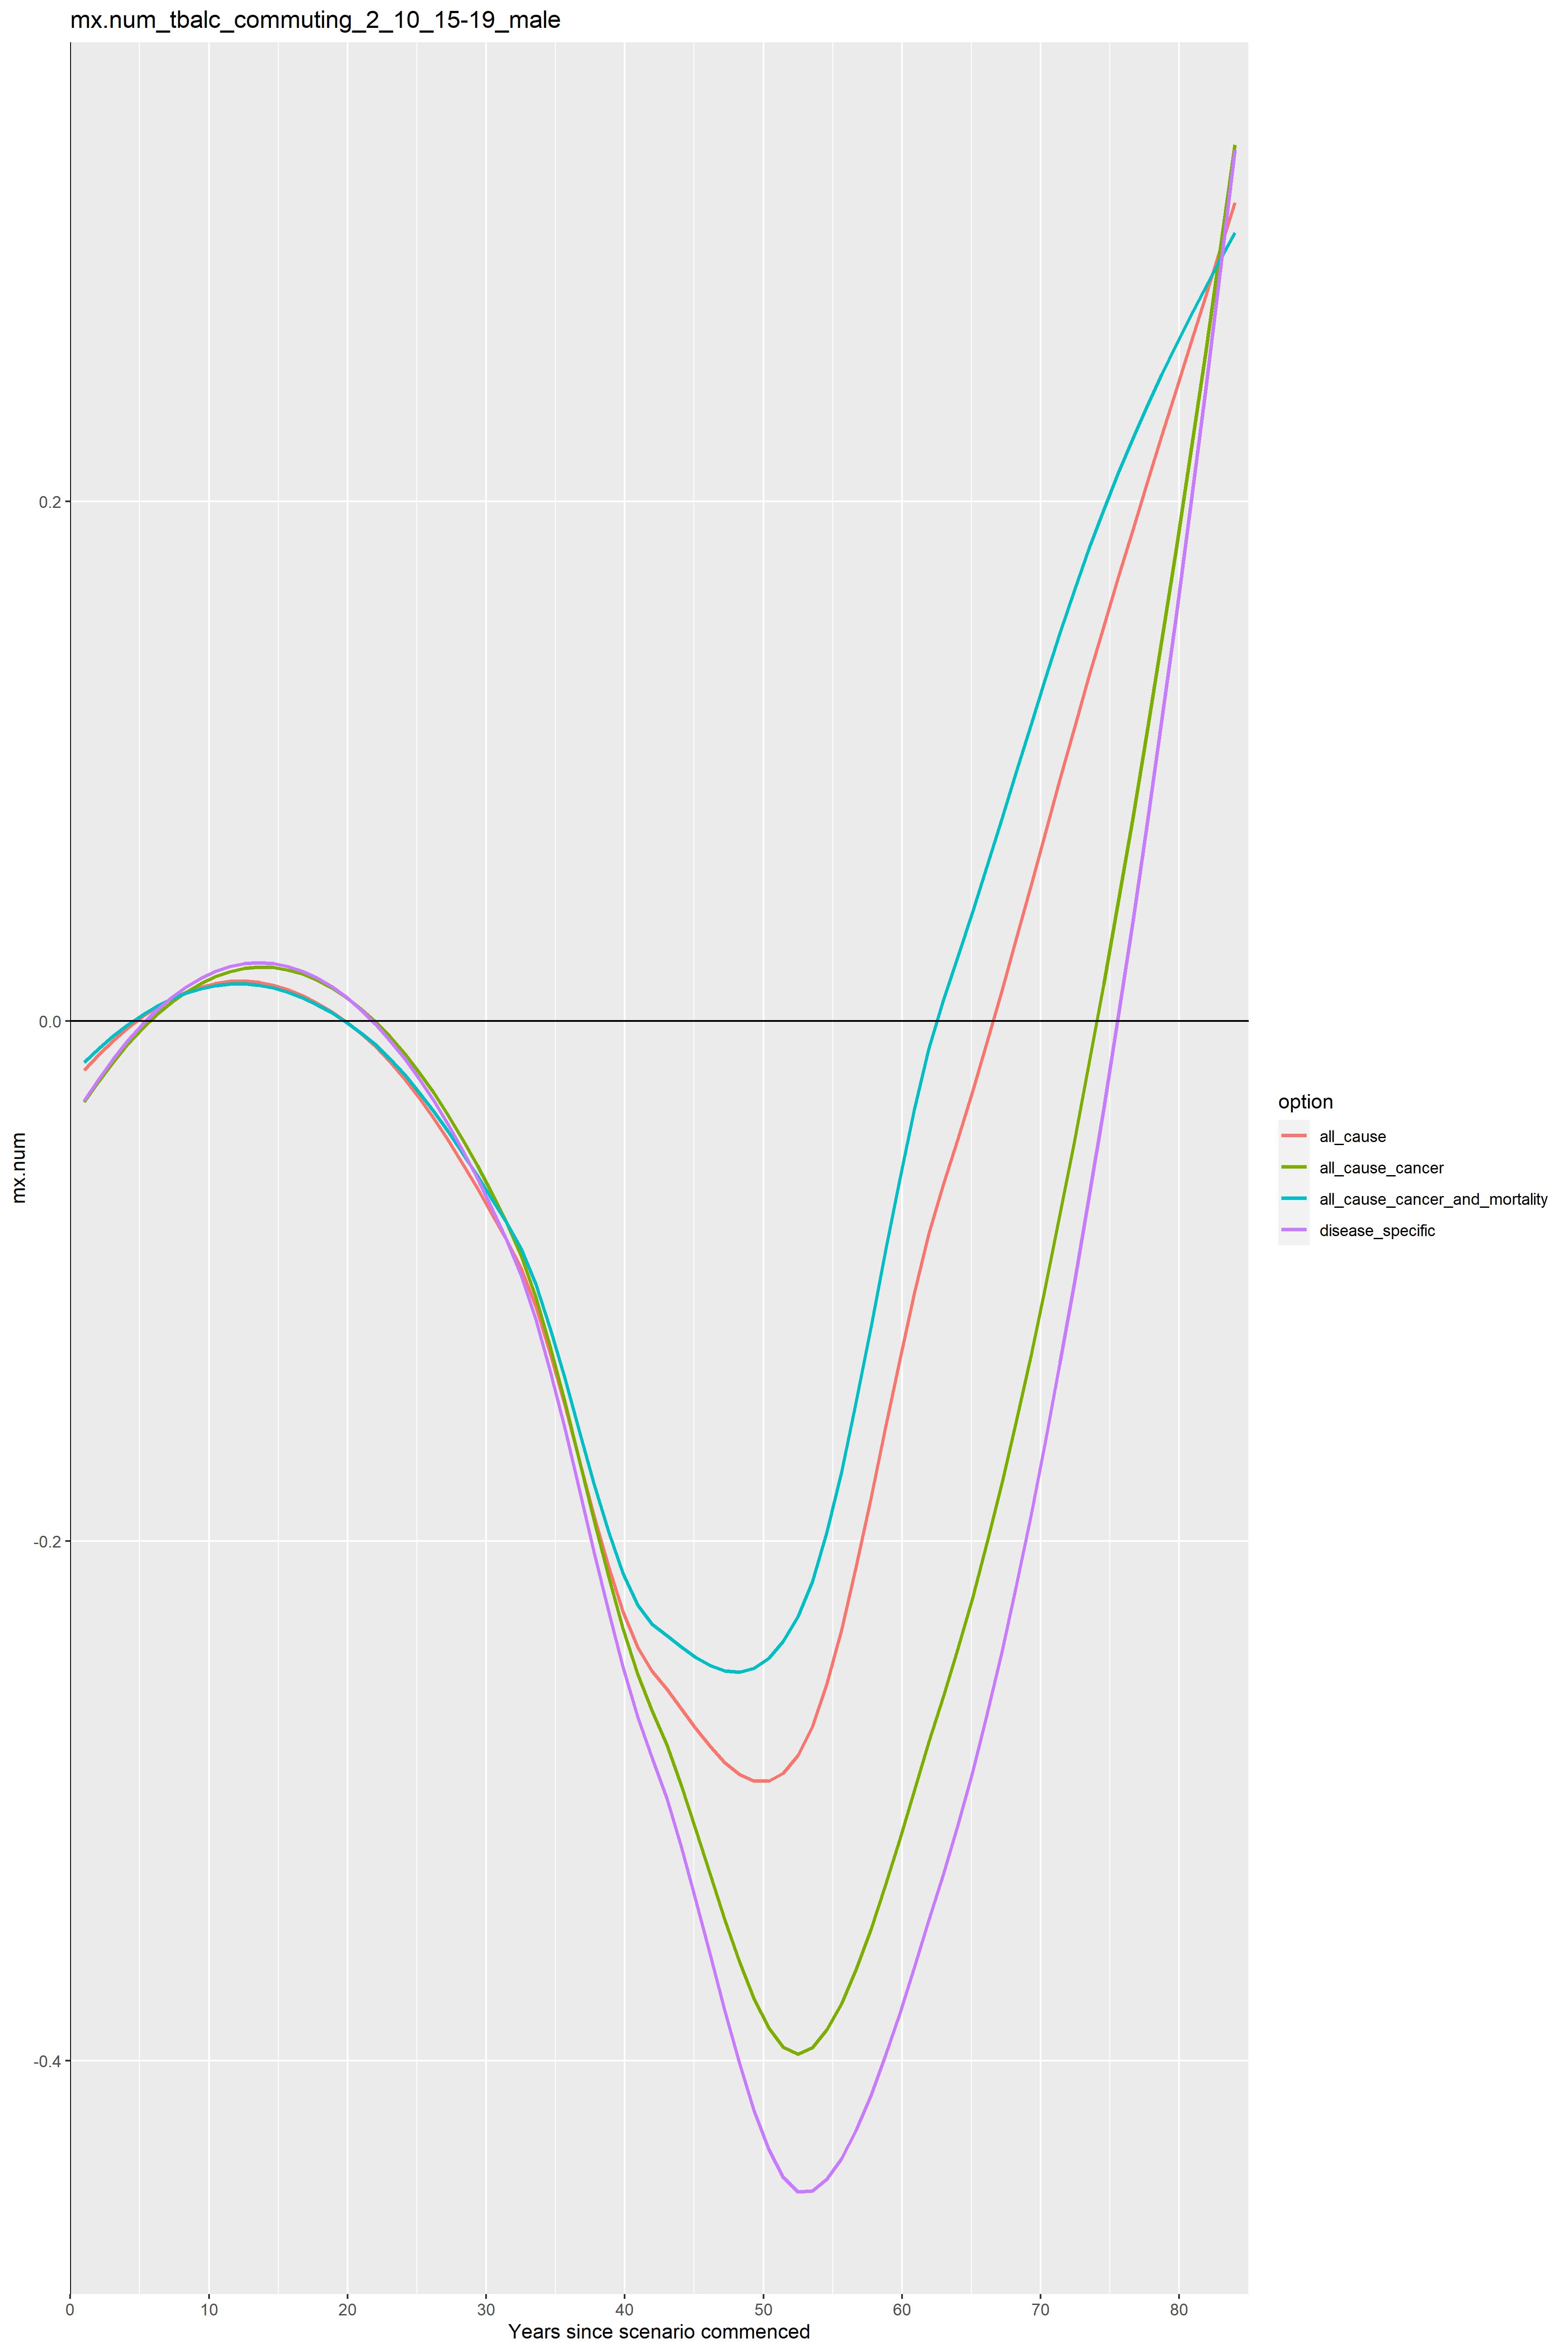 mx.num_tbalc_commuting_2_10_15-19_male
mx.num
0.2
0.0
-0.2
-0.4
0 10 20 30 40 50 60 70 80
Years since scenario commenced
option
all_cause
all_cause_cancer
all_cause_cancer_and_mortality
disease_specific